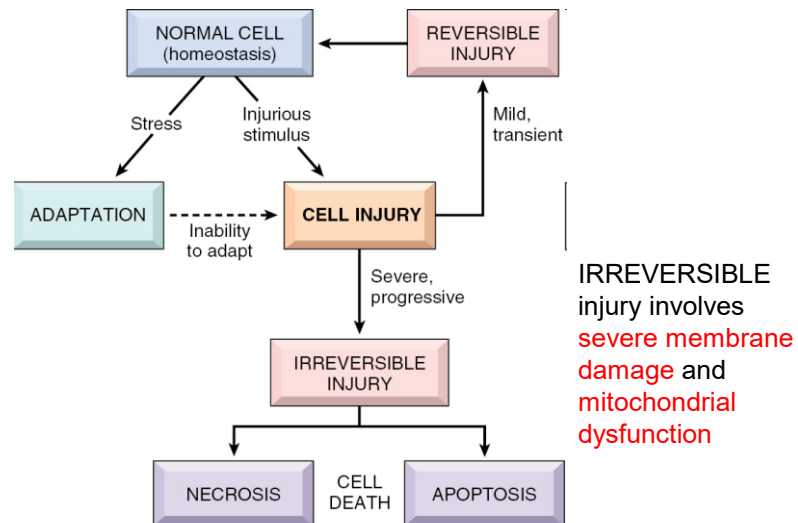 NORMAL CELL
(homeostasis)
REVERSIBLE
INJURY
Stress
Injurious
stimulus
Mild,
transient
ADAPTATION
Inability
to adapt
CELL INJURY
Severe,
progressive
IRREVERSIBLE
injury involves
severe membrane
damage and
mitochondrial
dysfunction
IRREVERSIBLE
INJURY
NECROSIS
CELL
DEATH
APOPTOSIS